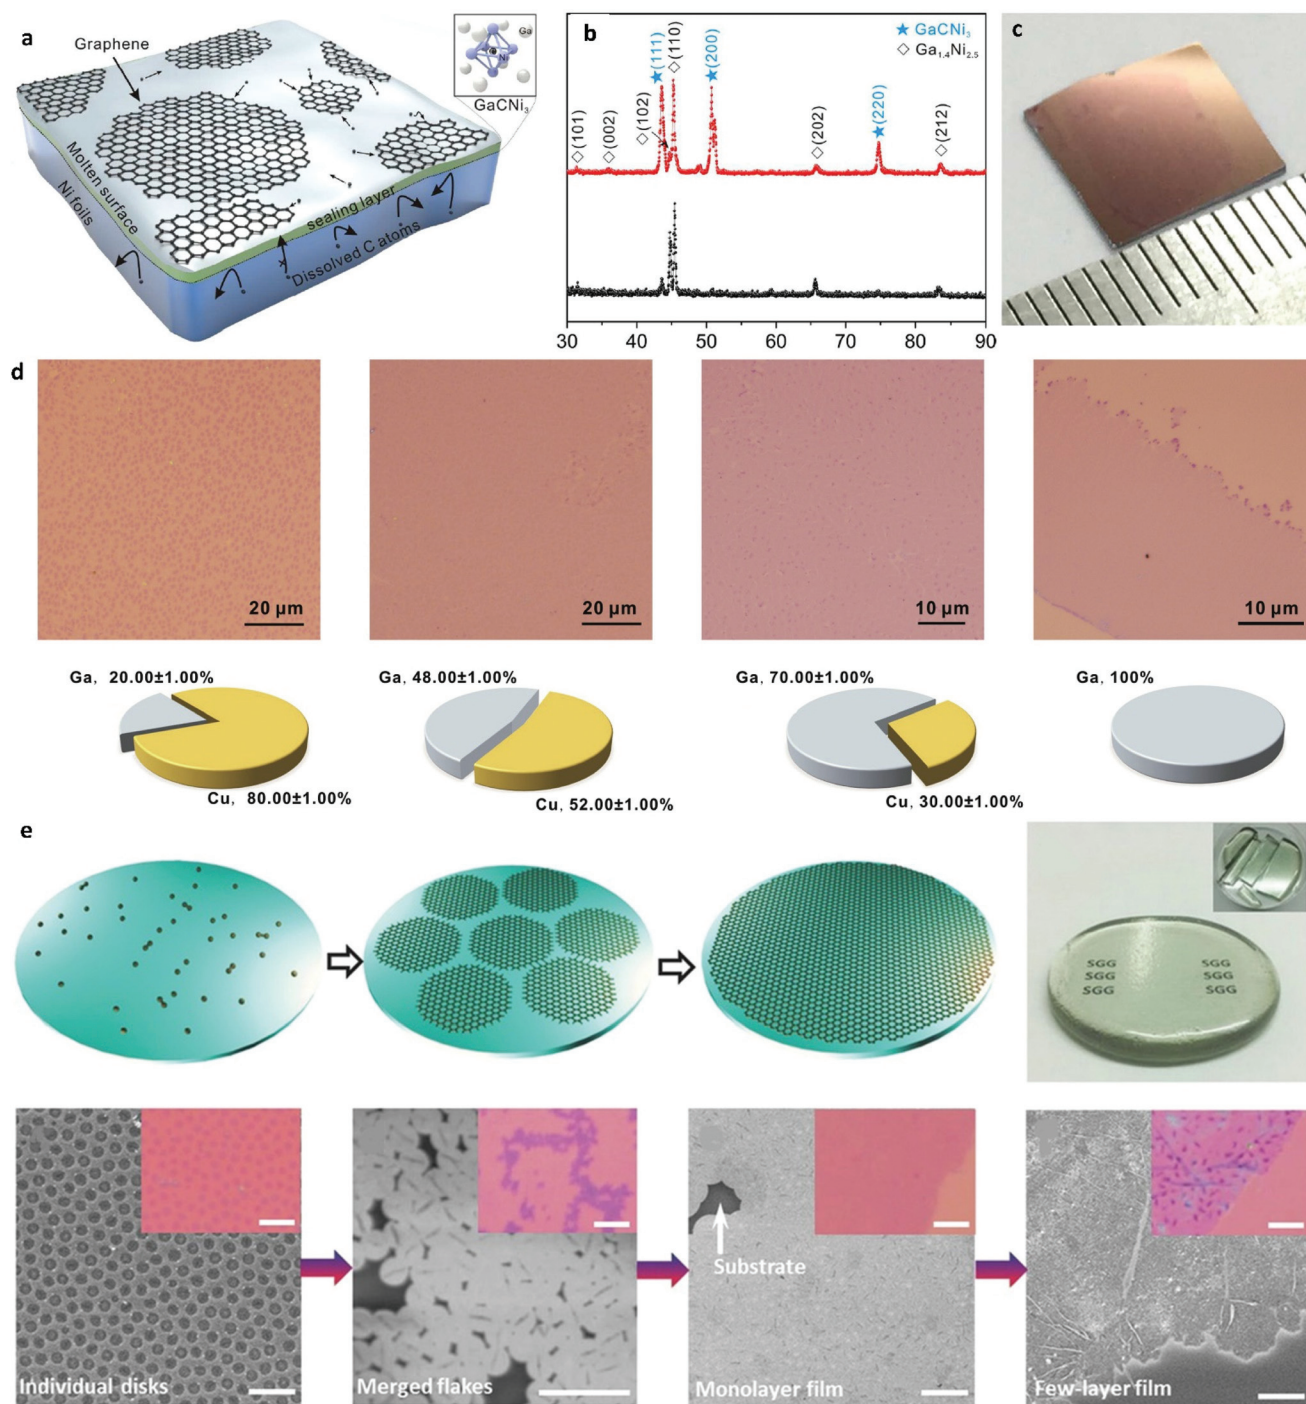 a
Graphene
Ga
C
Ni
GaCNi₃
Molten surface
Ni foils
sealing layer
Dissolved C atoms
b
★ GaCNi₃
◇ Ga₁.₄Ni₂.₅
◇(101)
◇(002)
◇(102)
★(111)
◇(110)
★(200)
◇(202)
★(220)
◇(212)
30 40 50 60 70 80 90
c
d
20 μm
20 μm
10 μm
10 μm
Ga, 20.00±1.00%
Cu, 80.00±1.00%
Ga, 48.00±1.00%
Cu, 52.00±1.00%
Ga, 70.00±1.00%
Cu, 30.00±1.00%
Ga, 100%
e
SGG SGG
SGG SGG
SGG SGG
Individual disks
Merged flakes
Substrate
Monolayer film
Few-layer film